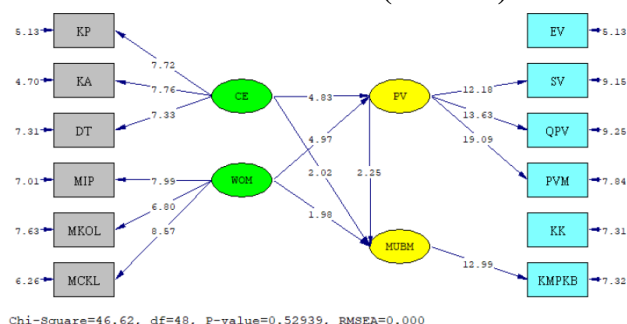 5.13 KP EV 5.13
7.72
4.70 KA 7.76 CE 4.83 PV 12.18 SV 9.15
7.33 13.63
7.31 DT 4.97 19.09 QPV 9.25
2.02 2.25
7.01 MIP 7.99 WOM PVM 7.84
6.80 1.98
7.63 MKOL 8.57 MUBM KK 7.31
12.99
6.26 MCKL KMPKB 7.32
Chi-Square=46.62, df=48, P-value=0.52939, RMSEA=0.000